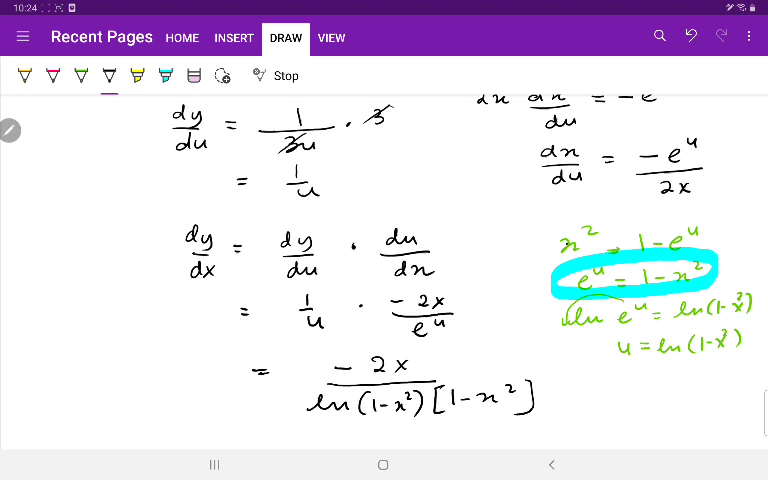 10:24
Recent Pages HOME INSERT DRAW VIEW
Stop
dy/du = 1/3u · 3
= 1/u
dx/du = -e^u/2x
dy/dx = dy/du · du/dx
= 1/u · -2x/e^u
= -2x/ln(1-x²)[1-x²]
x² = 1-e^u
e^u = 1-x²
ln e^u = ln(1-x²)
u = ln(1-x²)